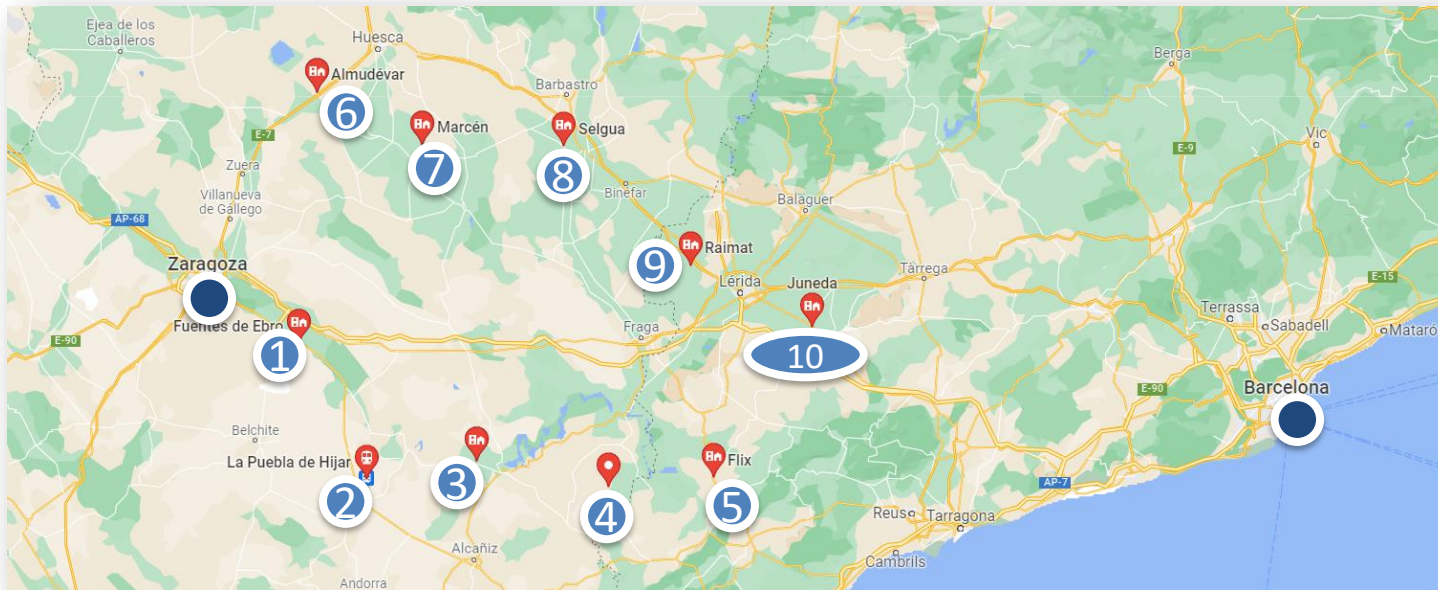 Ejea de los
Caballeros
Huesca
Berga
Almudévar
6
Barbastro
Marcén
7
Selgua
8
E-7
Vic
E-9
Zuera
Binéfar
Villanueva
de Gállego
Balaguer
AP-68
Raimat
9
Zaragoza
Tàrrega
E-15
Lérida
Juneda
Terrassa
Sabadell
Mataró
Fuentes de Ebro
Fraga
E-90
1
10
E-90
Barcelona
Belchite
La Puebla de Hijar
2
3
4
Flix
5
AP-7
Reus
Tarragona
Alcañiz
Cambrils
Andorra